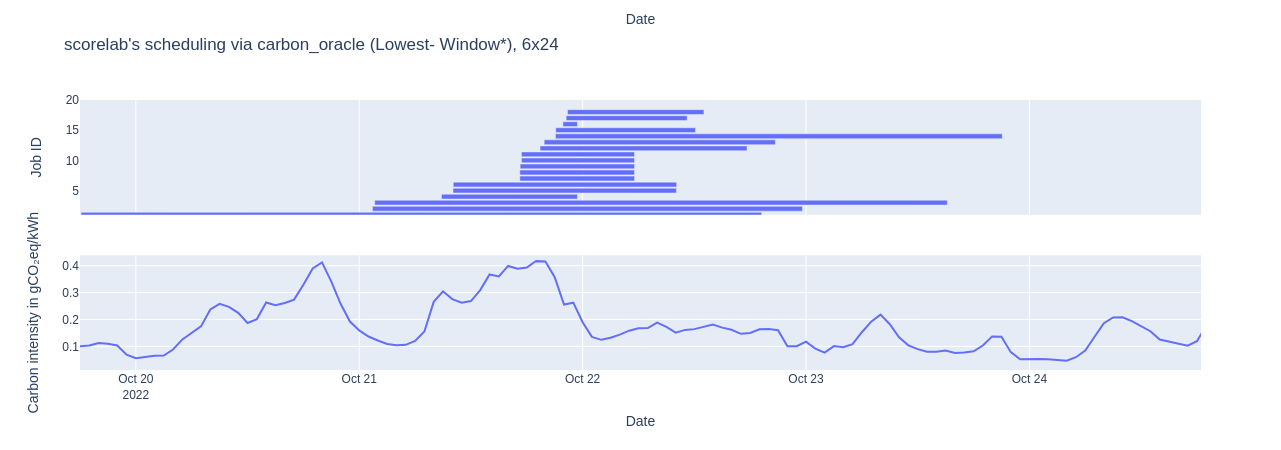 Date
scorelab's scheduling via carbon_oracle (Lowest- Window*), 6x24
20
15
10
5
Job ID
0.4
0.3
0.2
0.1
Carbon intensity in gCO₂eq/kWh
Oct 20
2022
Oct 21
Oct 22
Oct 23
Oct 24
Date